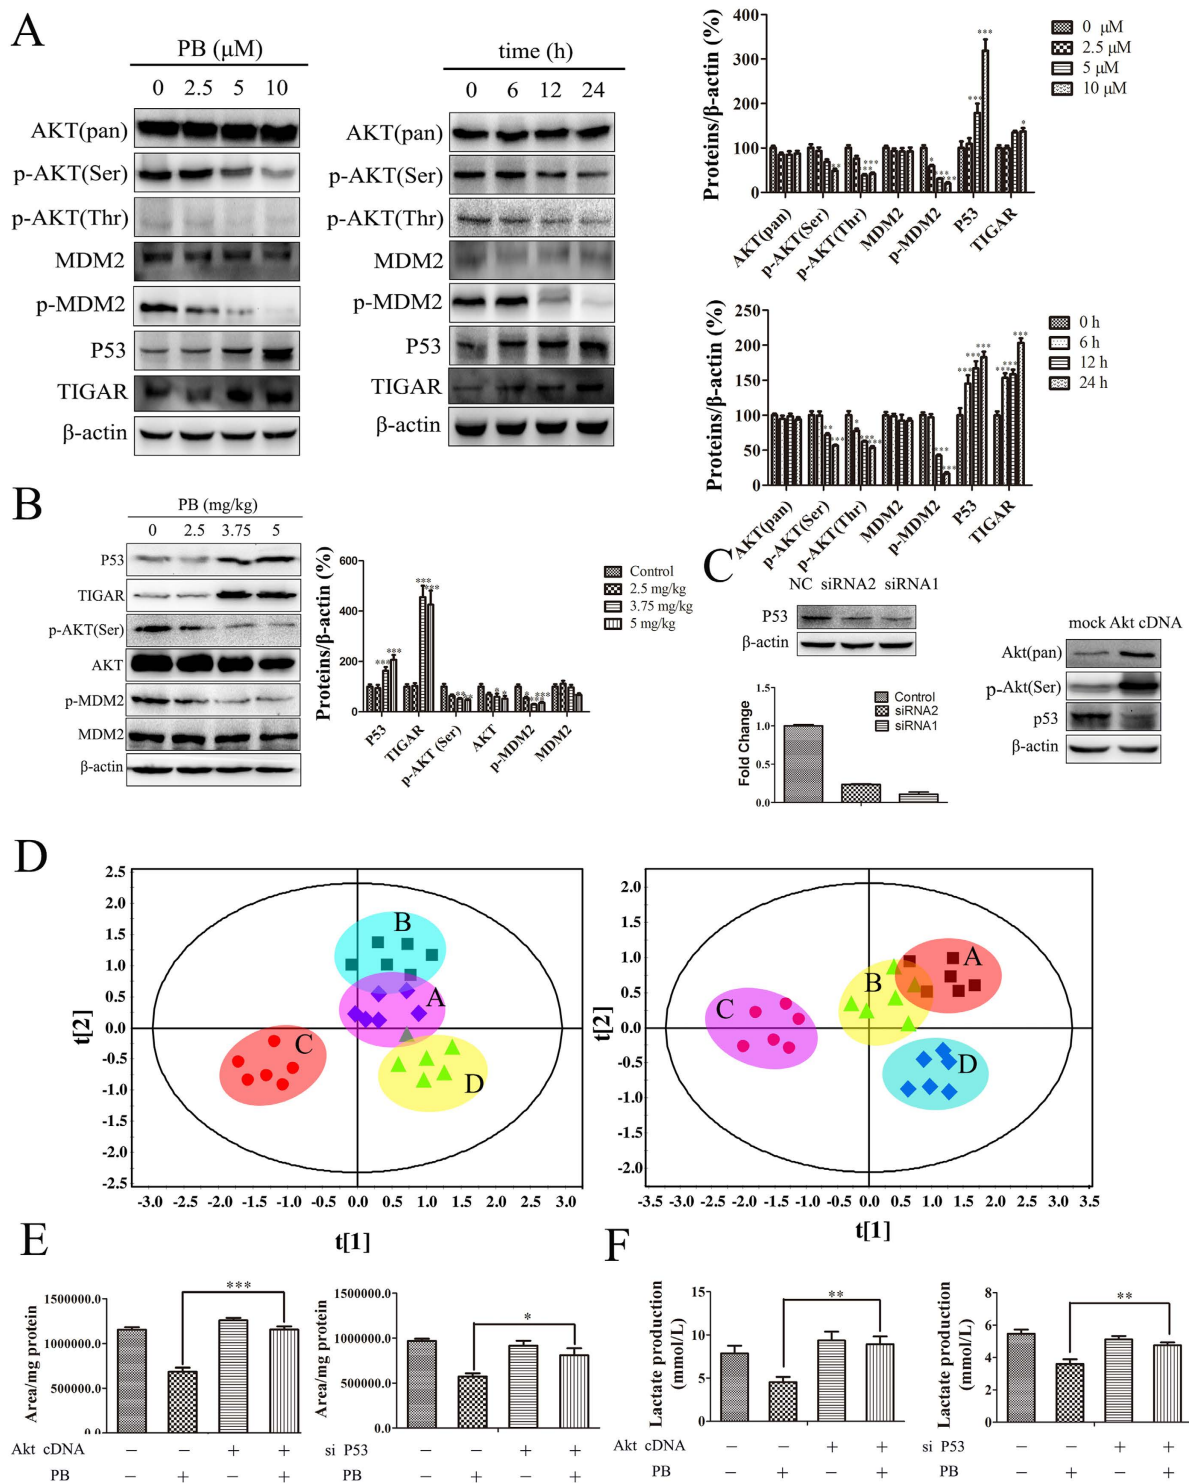 A
PB (μM)
0 2.5 5 10
AKT(pan)
p-AKT(Ser)
p-AKT(Thr)
MDM2
p-MDM2
P53
TIGAR
β-actin
time (h)
0 6 12 24
AKT(pan)
p-AKT(Ser)
p-AKT(Thr)
MDM2
p-MDM2
P53
TIGAR
β-actin
Proteins/β-actin (%)
400
300
200
100
0
0 μM
2.5 μM
5 μM
10 μM
AKT(pan)
p-AKT(Ser)
p-AKT(Thr)
MDM2
p-MDM2
P53
TIGAR
Proteins/β-actin (%)
250
200
150
100
50
0
0 h
6 h
12 h
24 h
AKT(pan)
p-AKT(Ser)
p-AKT(Thr)
MDM2
p-MDM2
P53
TIGAR
B
PB (mg/kg)
0 2.5 3.75 5
P53
TIGAR
p-AKT(Ser)
AKT
p-MDM2
MDM2
β-actin
Proteins/β-actin (%)
600
400
200
0
Control
2.5 mg/kg
3.75 mg/kg
5 mg/kg
P53
TIGAR
p-AKT (Ser)
AKT
p-MDM2
MDM2
C
NC siRNA2 siRNA1
P53
β-actin
Fold Change
1.5
1.0
0.5
0.0
Control
siRNA2
siRNA1
mock Akt cDNA
Akt(pan)
p-Akt(Ser)
p53
β-actin
D
t[2]
2.5
2.0
1.5
1.0
0.5
0.0
-0.5
-1.0
-1.5
-2.0
-2.5
B
A
C
D
-3.0 -2.5 -2.0 -1.5 -1.0 -0.5 0.0 0.5 1.0 1.5 2.0 2.5 3.0
t[1]
t[2]
2.0
1.5
1.0
0.5
0.0
-0.5
-1.0
-1.5
-2.0
A
B
C
D
-3.5 -3.0 -2.5 -2.0 -1.5 -1.0 -0.5 0.0 0.5 1.0 1.5 2.0 2.5 3.0 3.5
t[1]
E
Area/mg protein
1500000.0
1000000.0
500000.0
0.0
***
Akt cDNA − − + +
PB − + − +
Area/mg protein
1500000.0
1000000.0
500000.0
0.0
*
si P53 − − + +
PB − + − +
F
Lactate production
(mmol/L)
15
10
5
0
**
Akt cDNA − − + +
PB − + − +
Lactate production
(mmol/L)
8
6
4
2
0
**
si P53 − − + +
PB − + − +